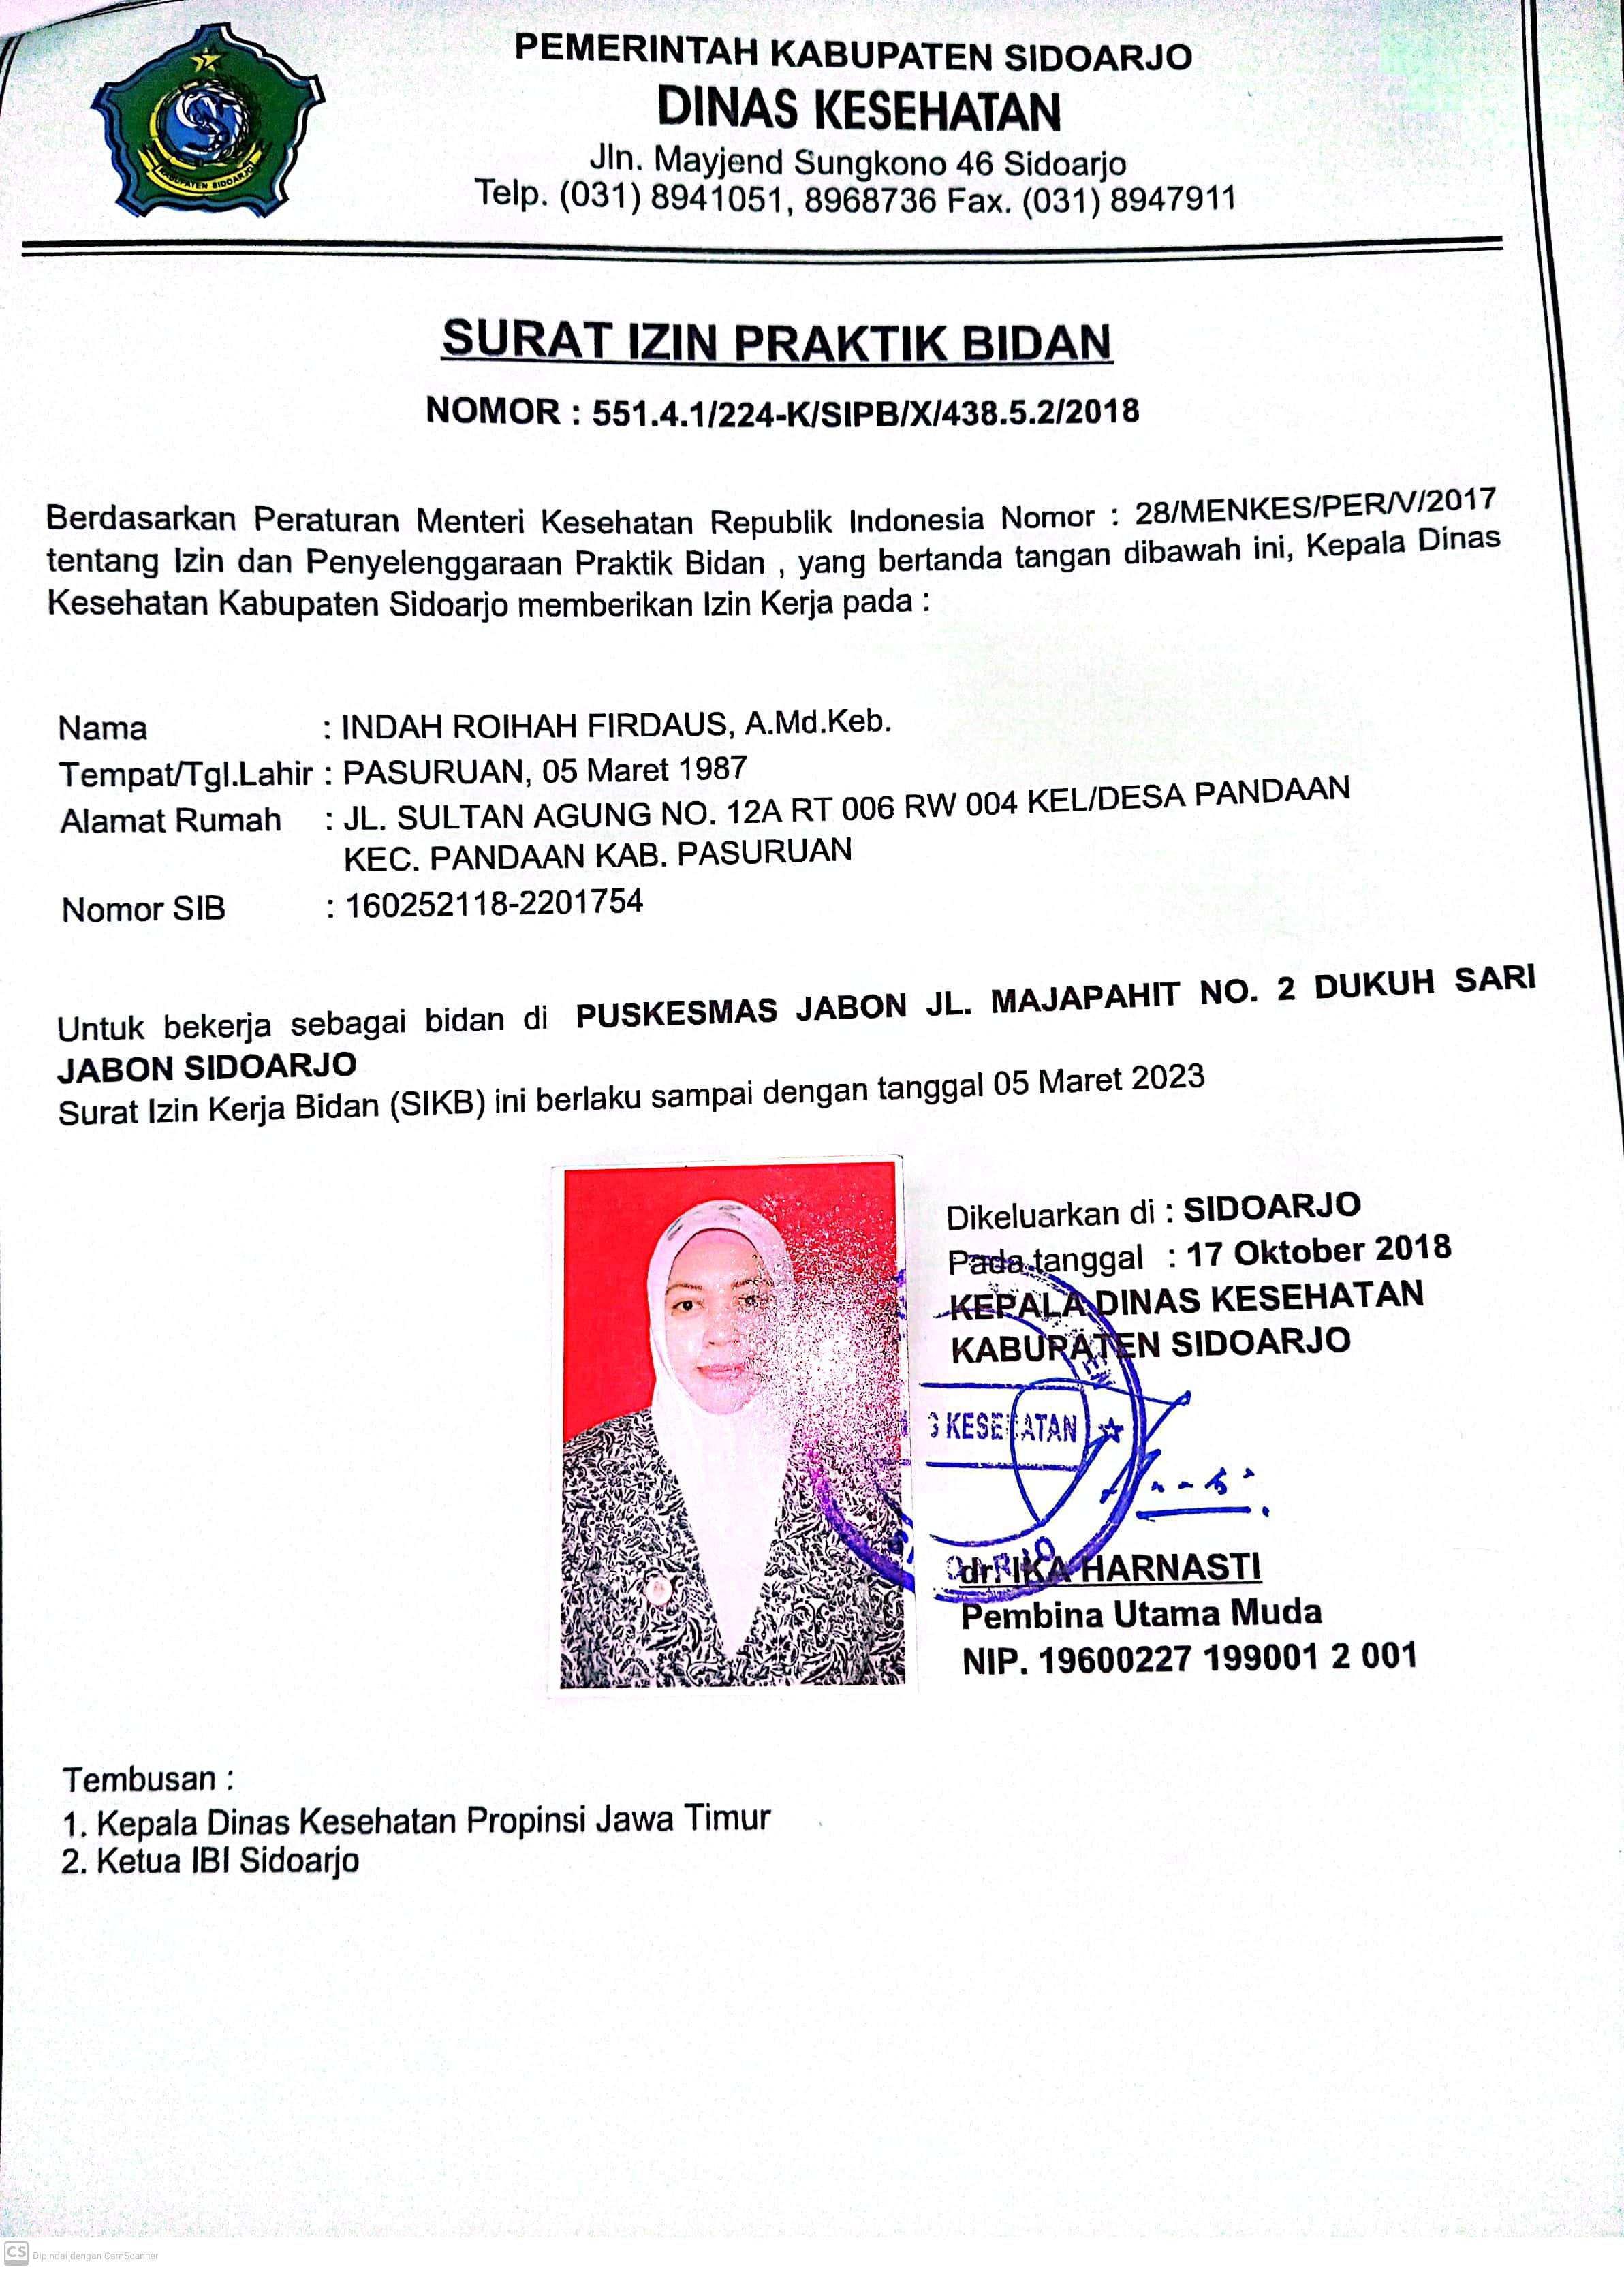 PEMERINTAH KABUPATEN SIDOARJO
DINAS KESEHATAN
Jln. Mayjend Sungkono 46 Sidoarjo
Telp. (031) 8941051, 8968736 Fax. (031) 8947911
KABUPATEN SIDOARJO
SURAT IZIN PRAKTIK BIDAN
NOMOR : 551.4.1/224-K/SIPB/X/438.5.2/2018
Berdasarkan Peraturan Menteri Kesehatan Republik Indonesia Nomor : 28/MENKES/PER/V/2017
tentang Izin dan Penyelenggaraan Praktik Bidan , yang bertanda tangan dibawah ini, Kepala Dinas
Kesehatan Kabupaten Sidoarjo memberikan Izin Kerja pada :
Nama : INDAH ROIHAH FIRDAUS, A.Md.Keb.
Tempat/Tgl.Lahir : PASURUAN, 05 Maret 1987
Alamat Rumah : JL. SULTAN AGUNG NO. 12A RT 006 RW 004 KEL/DESA PANDAAN
KEC. PANDAAN KAB. PASURUAN
Nomor SIB : 160252118-2201754
Untuk bekerja sebagai bidan di PUSKESMAS JABON JL. MAJAPAHIT NO. 2 DUKUH SARI
JABON SIDOARJO
Surat Izin Kerja Bidan (SIKB) ini berlaku sampai dengan tanggal 05 Maret 2023
Dikeluarkan di : SIDOARJO
Pada tanggal : 17 Oktober 2018
KEPALA DINAS KESEHATAN
KABUPATEN SIDOARJO
KESEHATAN
dr. IKA HARNASTI
Pembina Utama Muda
NIP. 19600227 199001 2 001
Tembusan :
1. Kepala Dinas Kesehatan Propinsi Jawa Timur
2. Ketua IBI Sidoarjo
CS Dipindai dengan CamScanner